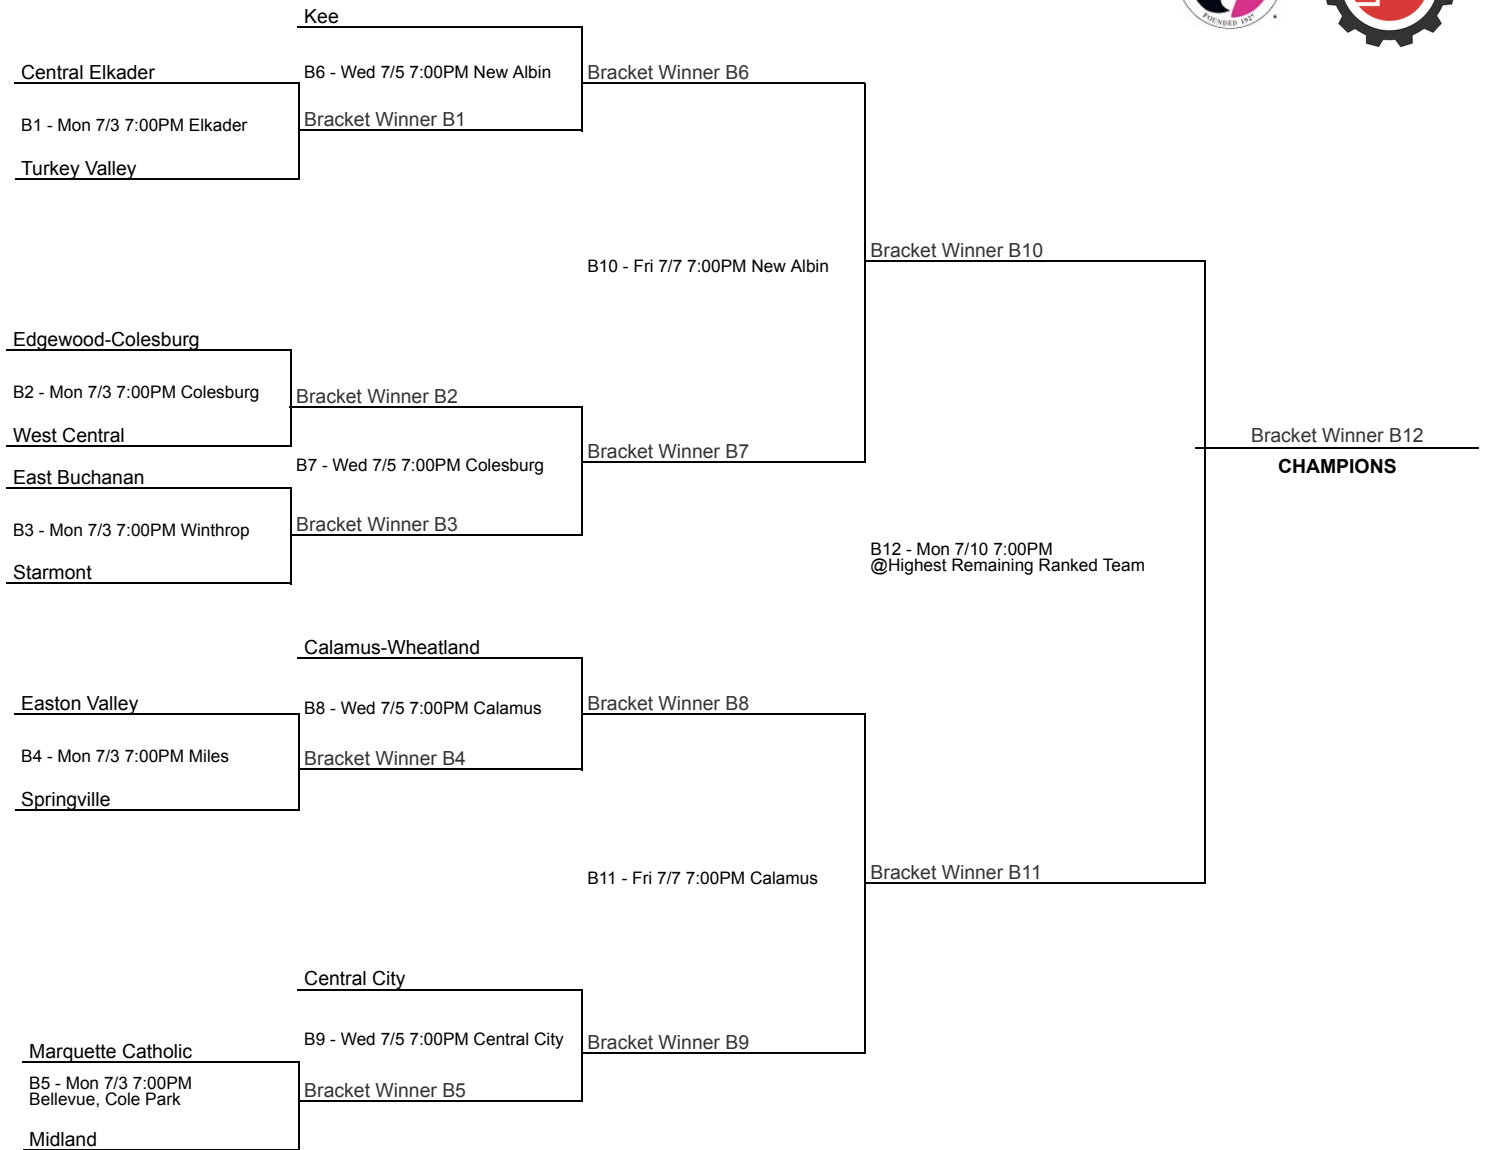 Kee
FOUNDED 1925
Central Elkader
B6 - Wed 7/5 7:00PM New Albin
Bracket Winner B6
B1 - Mon 7/3 7:00PM Elkader
Bracket Winner B1
Turkey Valley
B10 - Fri 7/7 7:00PM New Albin
Bracket Winner B10
Edgewood-Colesburg
B2 - Mon 7/3 7:00PM Colesburg
Bracket Winner B2
West Central
B7 - Wed 7/5 7:00PM Colesburg
Bracket Winner B7
East Buchanan
B3 - Mon 7/3 7:00PM Winthrop
Bracket Winner B3
Starmont
Bracket Winner B12
CHAMPIONS
B12 - Mon 7/10 7:00PM
@Highest Remaining Ranked Team
Calamus-Wheatland
Easton Valley
B8 - Wed 7/5 7:00PM Calamus
Bracket Winner B8
B4 - Mon 7/3 7:00PM Miles
Bracket Winner B4
Springville
B11 - Fri 7/7 7:00PM Calamus
Bracket Winner B11
Central City
B9 - Wed 7/5 7:00PM Central City
Bracket Winner B9
Marquette Catholic
B5 - Mon 7/3 7:00PM
Bellevue, Cole Park
Bracket Winner B5
Midland